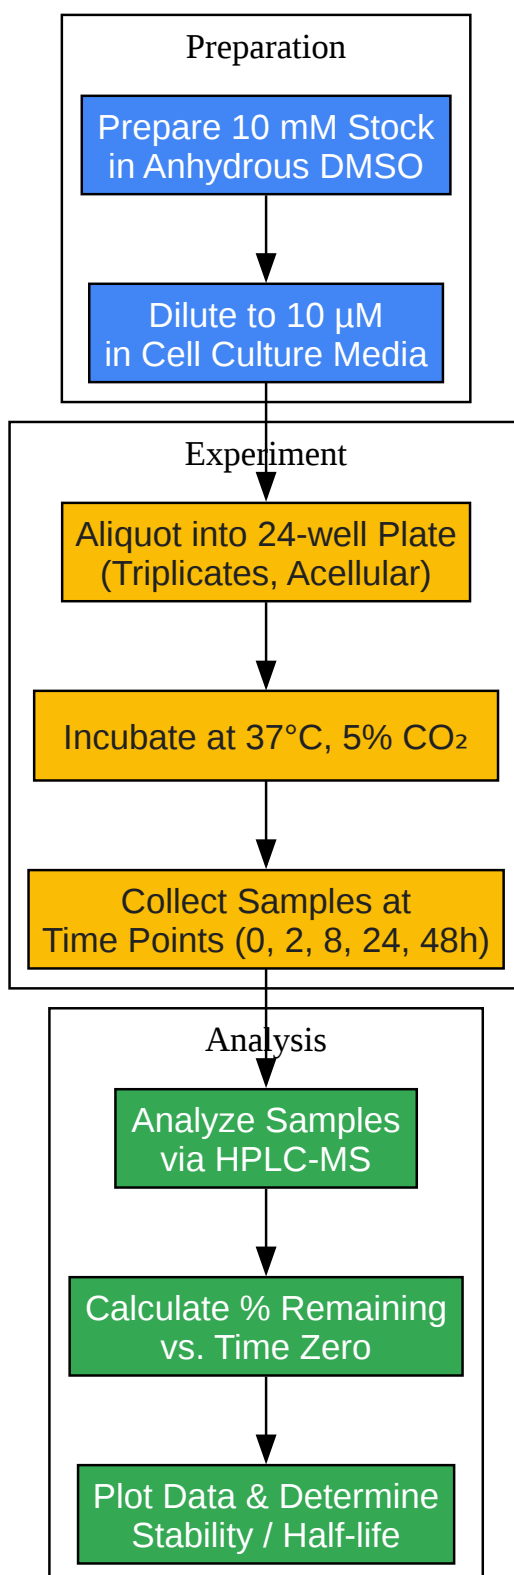 Preparation
Prepare 10 mM Stock
in Anhydrous DMSO
Dilute to 10 µM
in Cell Culture Media
Experiment
Aliquot into 24-well Plate
(Triplicates, Acellular)
Incubate at 37°C, 5% CO₂
Collect Samples at
Time Points (0, 2, 8, 24, 48h)
Analysis
Analyze Samples
via HPLC-MS
Calculate % Remaining
vs. Time Zero
Plot Data & Determine
Stability / Half-life